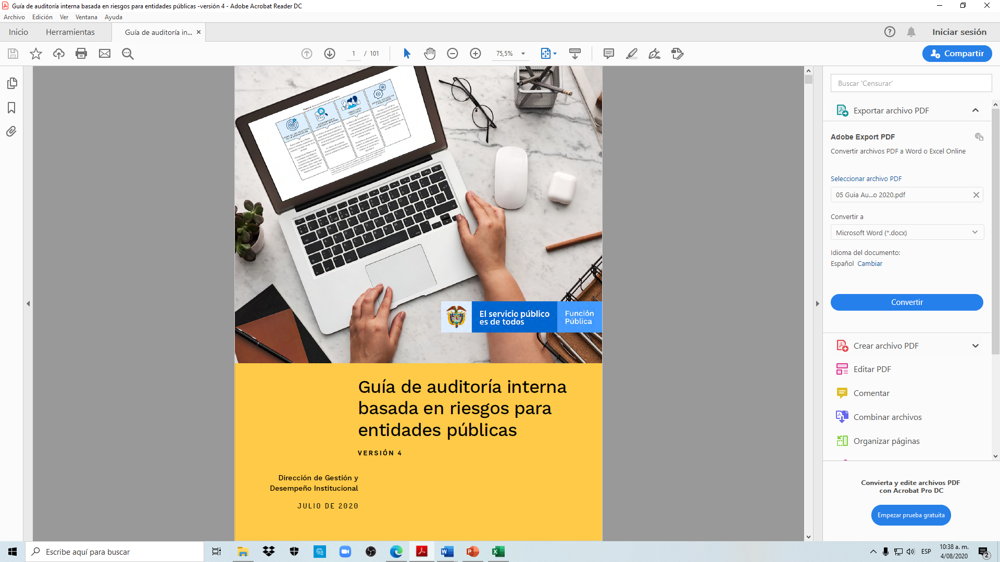 Guía de auditoría interna basada en riesgos para entidades públicas -versión 4 - Adobe Acrobat Reader DC
Archivo Edición Ver Ventana Ayuda
Inicio Herramientas Guía de auditoría in... Iniciar sesión
1 / 101 75,5% Compartir
Buscar 'Censurar'
Exportar archivo PDF
Adobe Export PDF
Convertir archivos PDF a Word o Excel Online
Seleccionar archivo PDF
05 Guia Au...o 2020.pdf
Convertir a
Microsoft Word (*.docx)
Idioma del documento:
Español Cambiar
Convertir
Crear archivo PDF
Editar PDF
Comentar
Combinar archivos
Organizar páginas
Convierta y edite archivos PDF
con Acrobat Pro DC
Empezar prueba gratuita
El servicio público
es de todos
Función
Pública
Guía de auditoría interna
basada en riesgos para
entidades públicas
VERSIÓN 4
Dirección de Gestión y
Desempeño Institucional
JULIO DE 2020
Escribe aquí para buscar
ESP
10:38 a. m.
4/08/2020
2